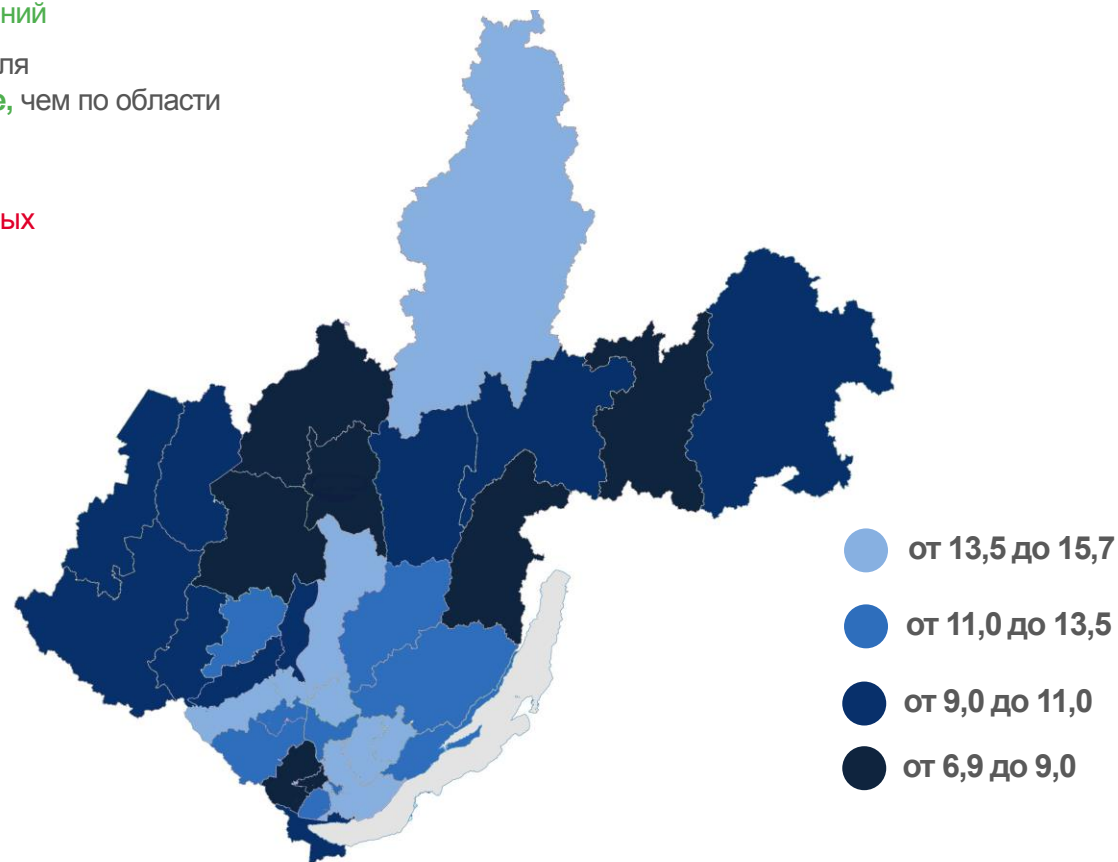 ний
ля
е, чем по области
ых
от 13,5 до 15,7
от 11,0 до 13,5
от 9,0 до 11,0
от 6,9 до 9,0